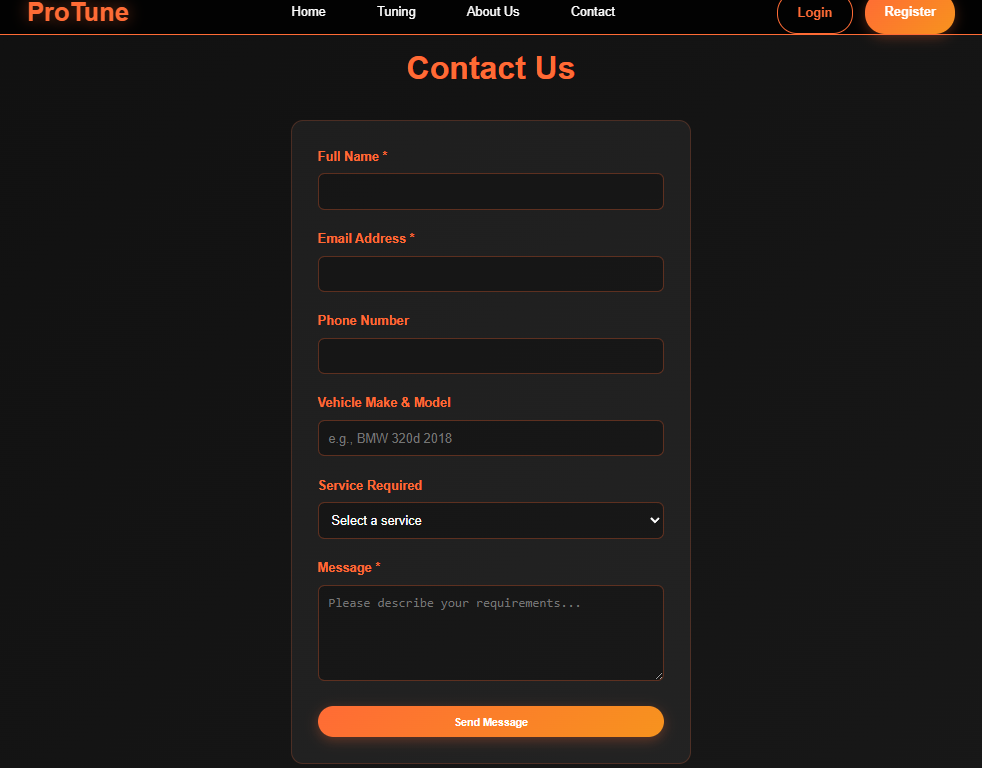 ProTune
Home Tuning About Us Contact
Login Register
Contact Us
Full Name *
Email Address *
Phone Number
Vehicle Make & Model
e.g., BMW 320d 2018
Service Required
Select a service
Message *
Please describe your requirements...
Send Message